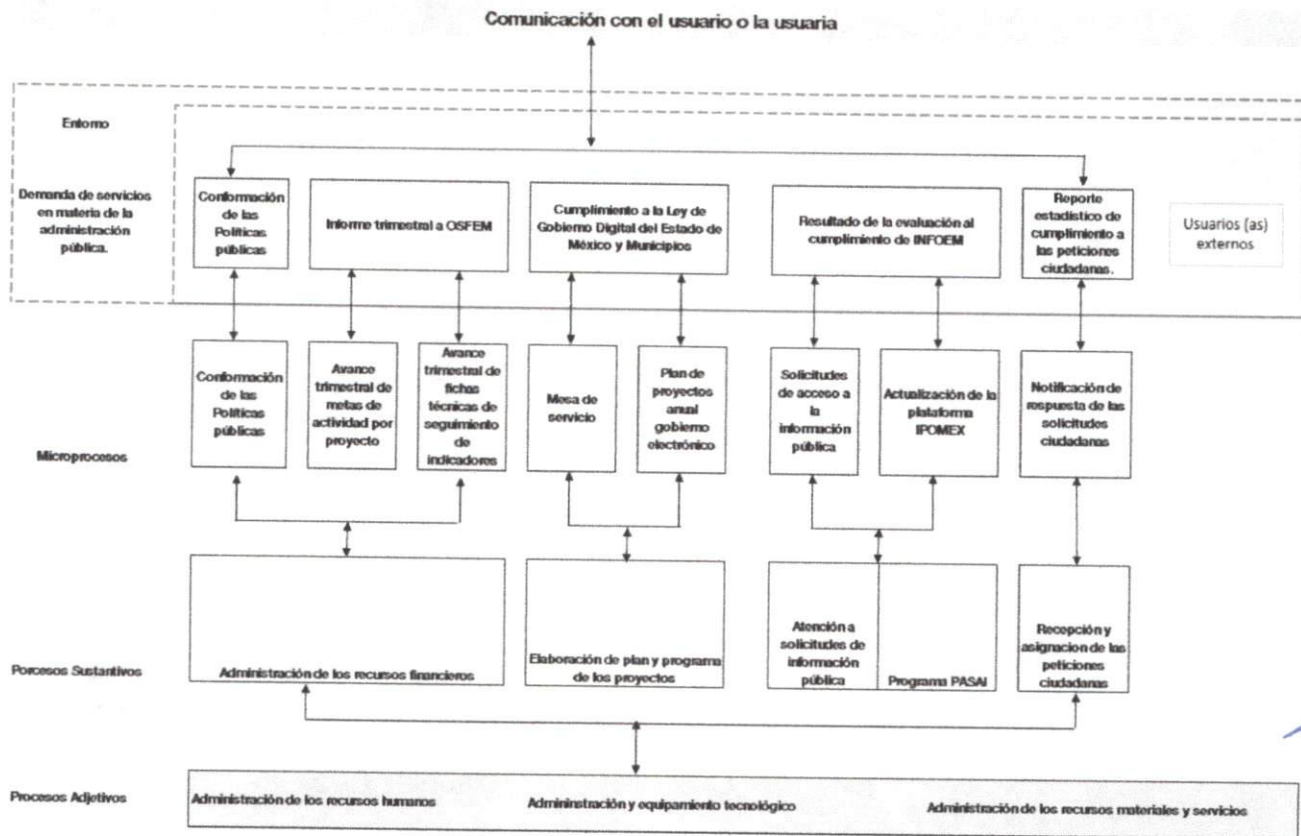 Comunicación con el usuario o la usuaria
Entorno
Demanda de servicios
en materia de la
administración
pública.
Conformación
de las
Políticas
públicas
Informe trimestral a OSFEM
Cumplimiento a la Ley de
Gobierno Digital del Estado de
México y Municipios
Resultado de la evaluación al
cumplimiento de INFOEM
Reporte
estadístico de
cumplimiento a
las peticiones
ciudadanas.
Usuarios (as)
externos
Microprocesos
Conformación
de las
Políticas
públicas
Avance
trimestral de
metas de
actividad por
proyecto
Avance
trimestral de
fichas
técnicas de
seguimiento
de
indicadores
Mesa de
servicio
Plan de
proyectos
anual
gobierno
electrónico
Solicitudes
de acceso a
la
información
pública
Actualización de la
plataforma
IPOMEX
Notificación de
respuesta de las
solicitudes
ciudadanas
Porcesos Sustantivos
Administración de los recursos financieros
Elaboración de plan y programa
de los proyectos
Atención a
solicitudes de
información
pública
Programa PASAI
Recepción y
asignacion de las
peticiones
ciudadanas
Procesos Adjetivos
Administración de los recursos humanos
Admininstración y equipamiento tecnológico
Administración de los recursos materiales y servicios